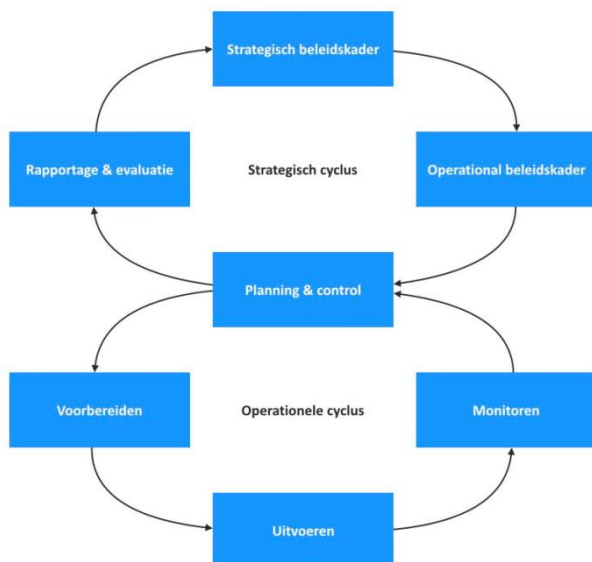 Strategisch beleidskader
Rapportage & evaluatie
Strategisch cyclus
Operational beleidskader
Planning & control
Voorbereiden
Operationele cyclus
Monitoren
Uitvoeren